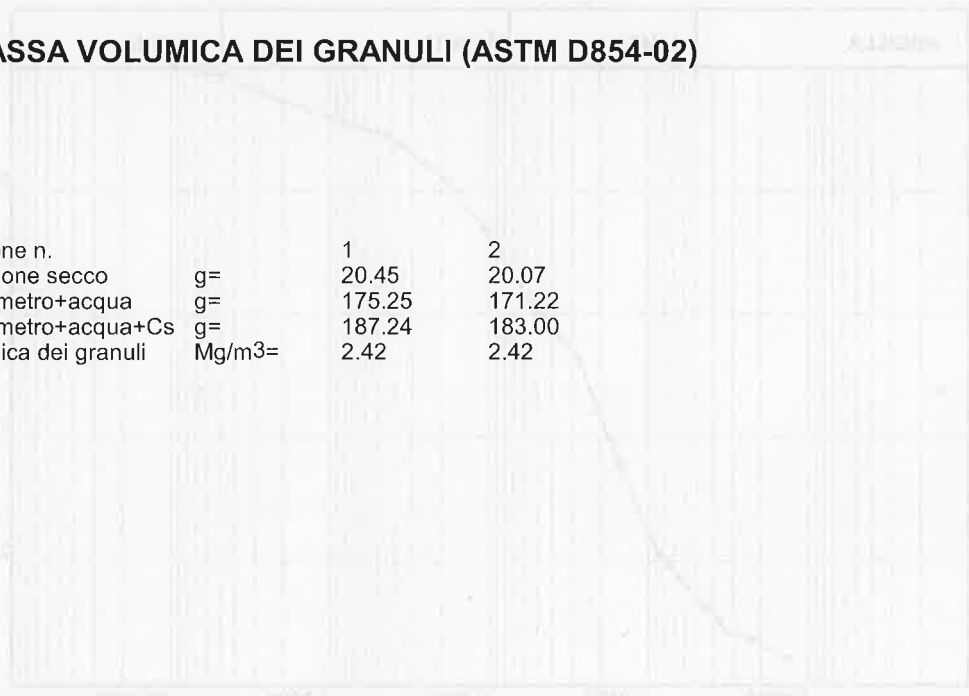 ASSA VOLUMICA DEI GRANULI (ASTM D854-02)
ne n. 1 2
one secco g= 20.45 20.07
metro+acqua g= 175.25 171.22
metro+acqua+Cs g= 187.24 183.00
ica dei granuli Mg/m3= 2.42 2.42